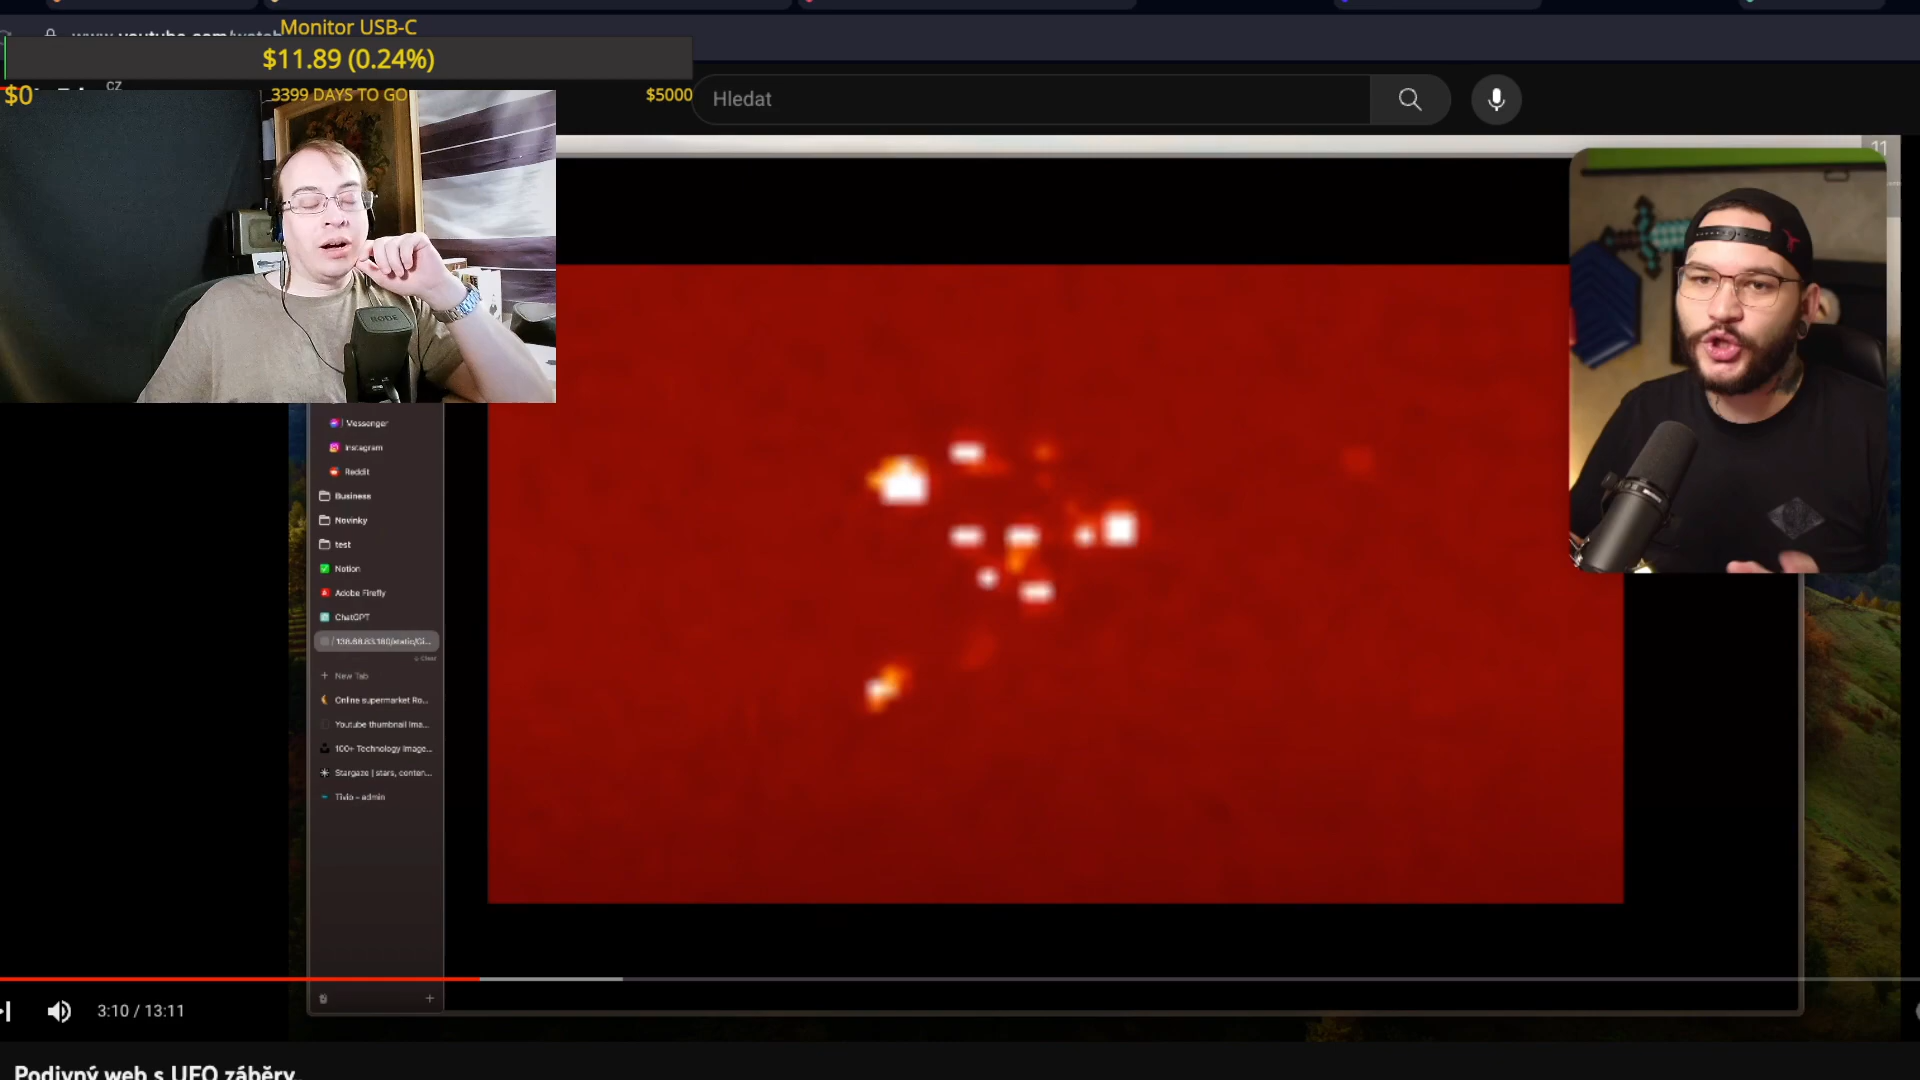 Monitor USB-C
$11.89 (0.24%)
CZ
$0
3399 DAYS TO GO
$5000
Hledat
11
RODE
Messenger
Instagram
Reddit
Business
Novinky
test
Notion
Adobe Firefly
ChatGPT
New Tab
Online supermarket Ro...
Youtube thumbnail ima...
100+ Technology Image...
Stargaze | stars, conten...
Tivio – admin
3:10 / 13:11
Podivný web s UFO záběry.